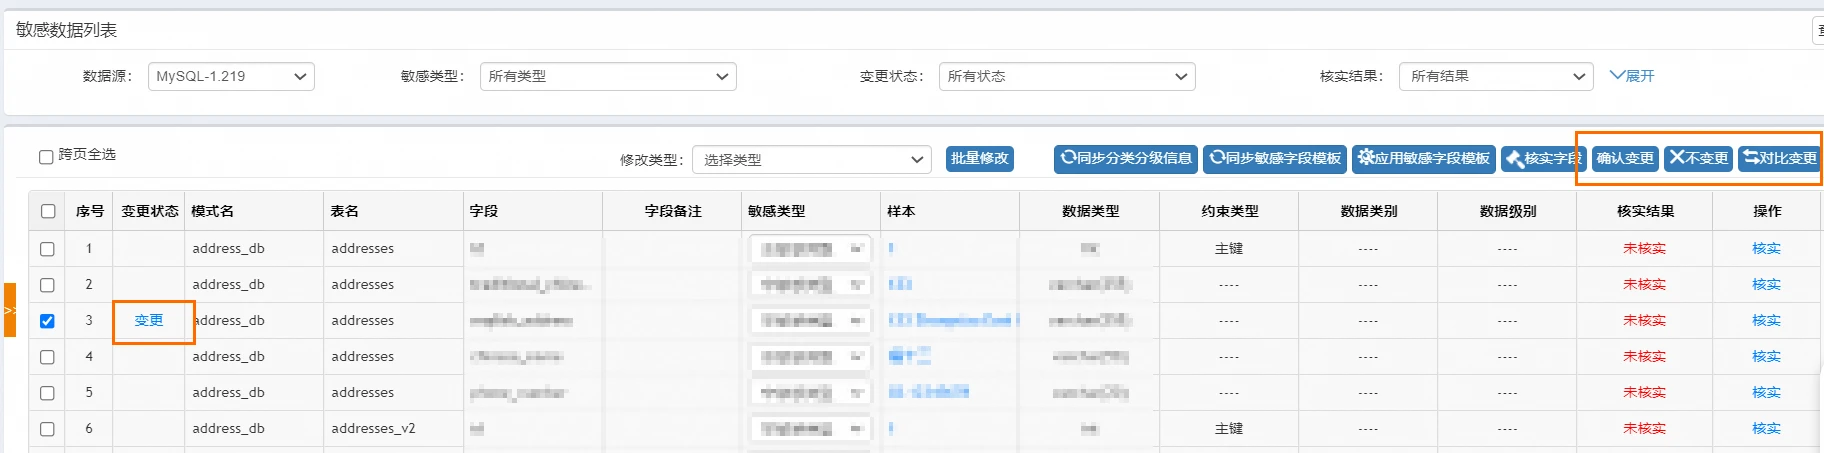 敏感数据列表
数据源: MySQL-1.219 敏感类型: 所有类型 变更状态: 所有状态 核实结果: 所有结果 展开
跨页全选 修改类型: 选择类型 批量修改 同步分类分级信息 同步敏感字段模板 应用敏感字段模板 核实字段 确认变更 不变更 对比变更
序号 变更状态 模式名 表名 字段 字段备注 敏感类型 样本 数据类型 约束类型 数据类别 数据级别 核实结果 操作
1 address_db addresses 主键 ---- ---- 未核实 核实
2 address_db addresses ---- ---- ---- 未核实 核实
>> 3 变更 address_db addresses ---- ---- ---- 未核实 核实
4 address_db addresses ---- ---- ---- 未核实 核实
5 address_db addresses ---- ---- ---- 未核实 核实
6 address_db addresses_v2 主键 ---- ---- 未核实 核实